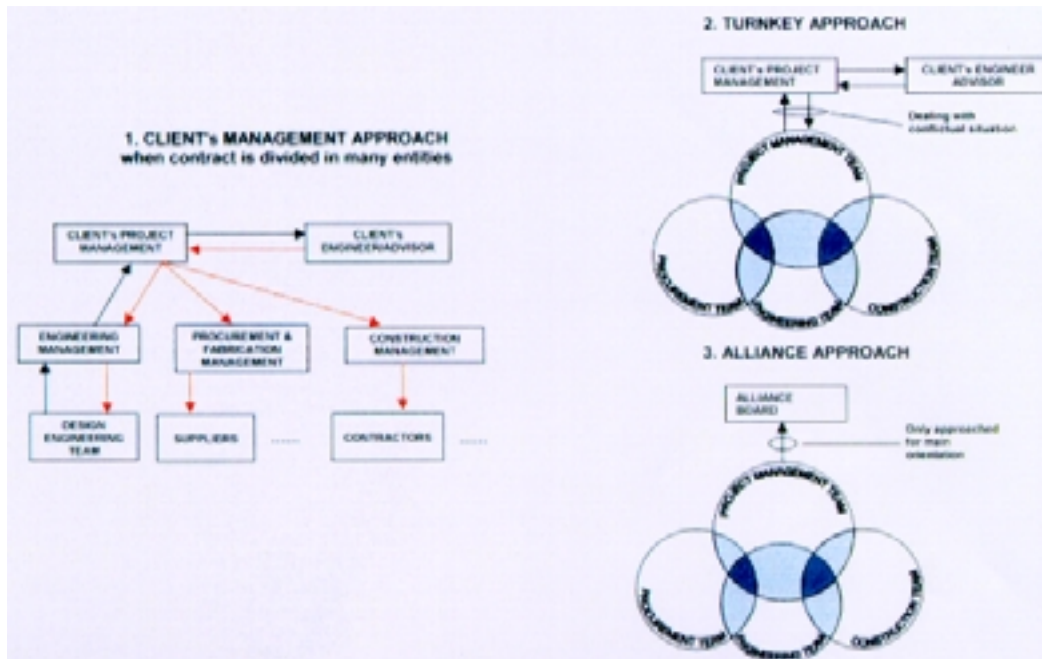 1. CLIENT's MANAGEMENT APPROACH
when contract is divided in many entities
CLIENT's PROJECT
MANAGEMENT
CLIENT's
ENGINEER/ADVISOR
ENGINEERING
MANAGEMENT
PROCUREMENT &
FABRICATION
MANAGEMENT
CONSTRUCTION
MANAGEMENT
DESIGN
ENGINEERING
TEAM
SUPPLIERS
......
CONTRACTORS
......
2. TURNKEY APPROACH
CLIENT's PROJECT
MANAGEMENT
CLIENT's ENGINEER
ADVISOR
Dealing with
conflictual situation
PROJECT MANAGEMENT TEAM
PROCUREMENT TEAM
ENGINEERING TEAM
CONSTRUCTION TEAM
3. ALLIANCE APPROACH
ALLIANCE
BOARD
Only approached
for main
orientation
PROJECT MANAGEMENT TEAM
PROCUREMENT TEAM
ENGINEERING TEAM
CONSTRUCTION TEAM